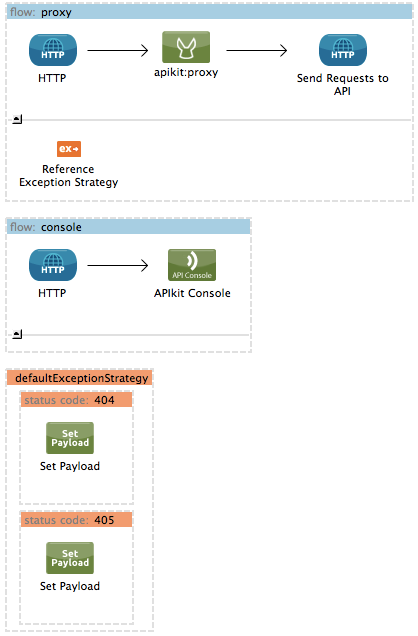 flow: proxy
HTTP
HTTP
HTTP
apikit:proxy
Send Requests to
API
ex
Reference
Exception Strategy
flow: console
HTTP
API Console
HTTP
APIkit Console
defaultExceptionStrategy
status code: 404
Set
Payload
Set Payload
status code: 405
Set
Payload
Set Payload